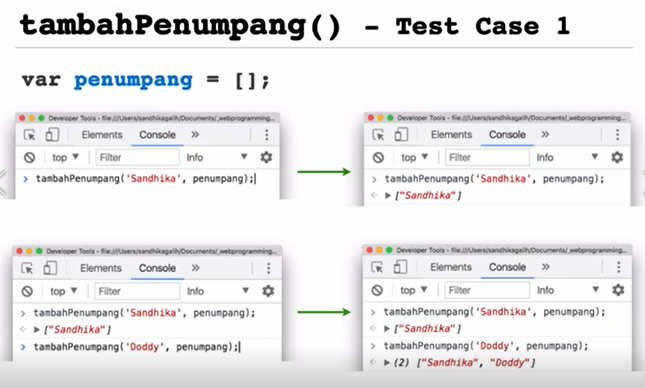 tambahPenumpang() - Test Case 1
var penumpang = [];
Developer Tools - file:///Users/sandhikagalih/Documents/_webprogramming...
Elements Console »
top ▼ Filter Info ▼
> tambahPenumpang('Sandhika', penumpang);
Developer Tools - file:///Users/sandhikagalih/Documents/_webprogramming...
Elements Console »
top ▼ Filter Info ▼
> tambahPenumpang('Sandhika', penumpang);
< ▶ ["Sandhika"]
Developer Tools - file:///Users/sandhikagalih/Documents/_webprogramming...
Elements Console »
top ▼ Filter Info ▼
> tambahPenumpang('Sandhika', penumpang);
< ▶ ["Sandhika"]
> tambahPenumpang('Doddy', penumpang);
Developer Tools - file:///Users/sandhikagalih/Documents/_webprogramming...
Elements Console »
top ▼ Filter Info ▼
> tambahPenumpang('Sandhika', penumpang);
< ▶ ["Sandhika"]
> tambahPenumpang('Doddy', penumpang);
< ▶ (2) ["Sandhika", "Doddy"]